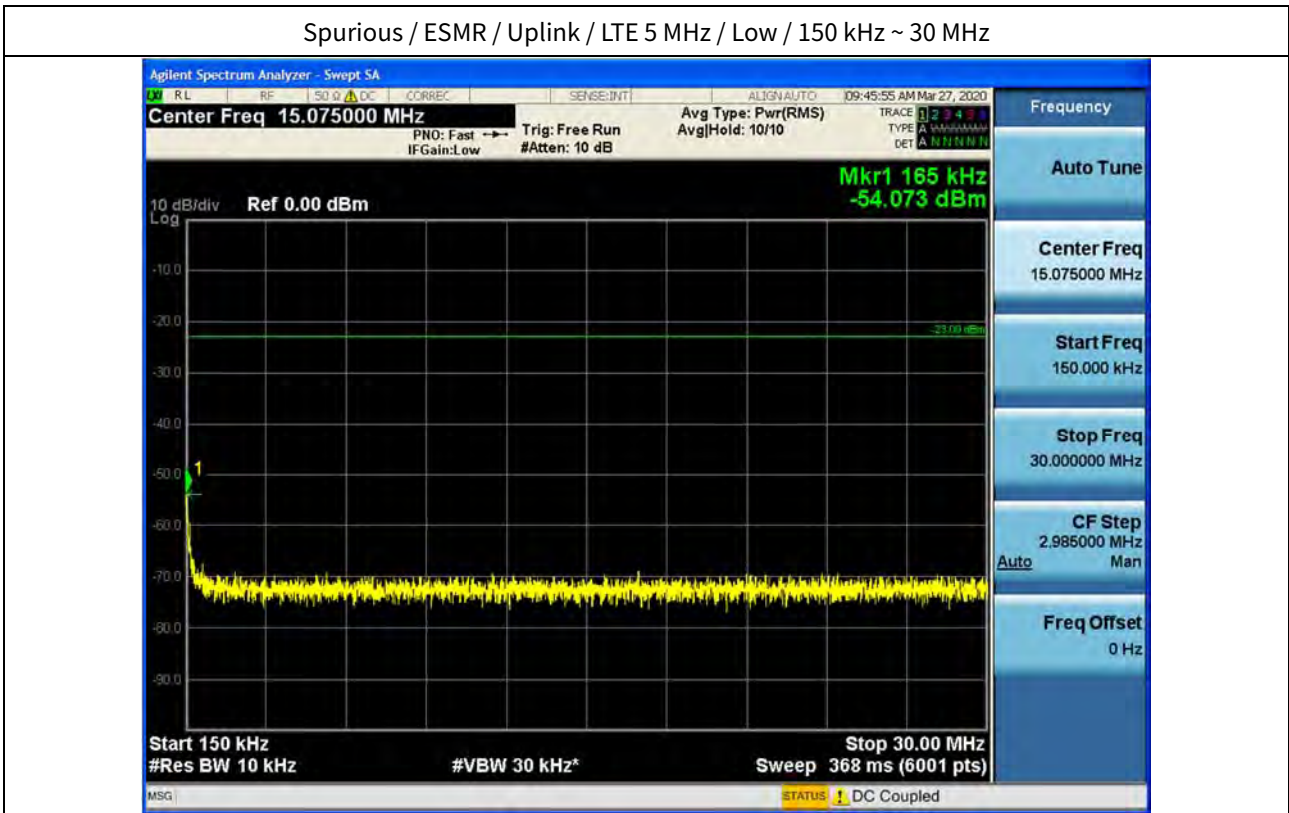 Spurious / ESMR / Uplink / LTE 5 MHz / Low / 150 kHz ~ 30 MHz
Agilent Spectrum Analyzer - Swept SA
LXI RL RF 50 Ω DC CORREC SENSE:INT ALIGNAUTO 09:45:55 AM Mar 27, 2020
Center Freq 15.075000 MHz
PNO: Fast
IFGain:Low
Trig: Free Run
#Atten: 10 dB
Avg Type: Pwr(RMS)
Avg|Hold: 10/10
TRACE 1 2 3 4 5 6
TYPE A
DET A N N N N N
Mkr1 165 kHz
-54.073 dBm
10 dB/div Ref 0.00 dBm
Log
-10.0
-20.0
-23.00 dBm
-30.0
-40.0
-50.0
1
-60.0
-70.0
-80.0
-90.0
Start 150 kHz Stop 30.00 MHz
#Res BW 10 kHz #VBW 30 kHz* Sweep 368 ms (6001 pts)
MSG STATUS DC Coupled
Frequency
Auto Tune
Center Freq
15.075000 MHz
Start Freq
150.000 kHz
Stop Freq
30.000000 MHz
CF Step
2.985000 MHz
Auto Man
Freq Offset
0 Hz